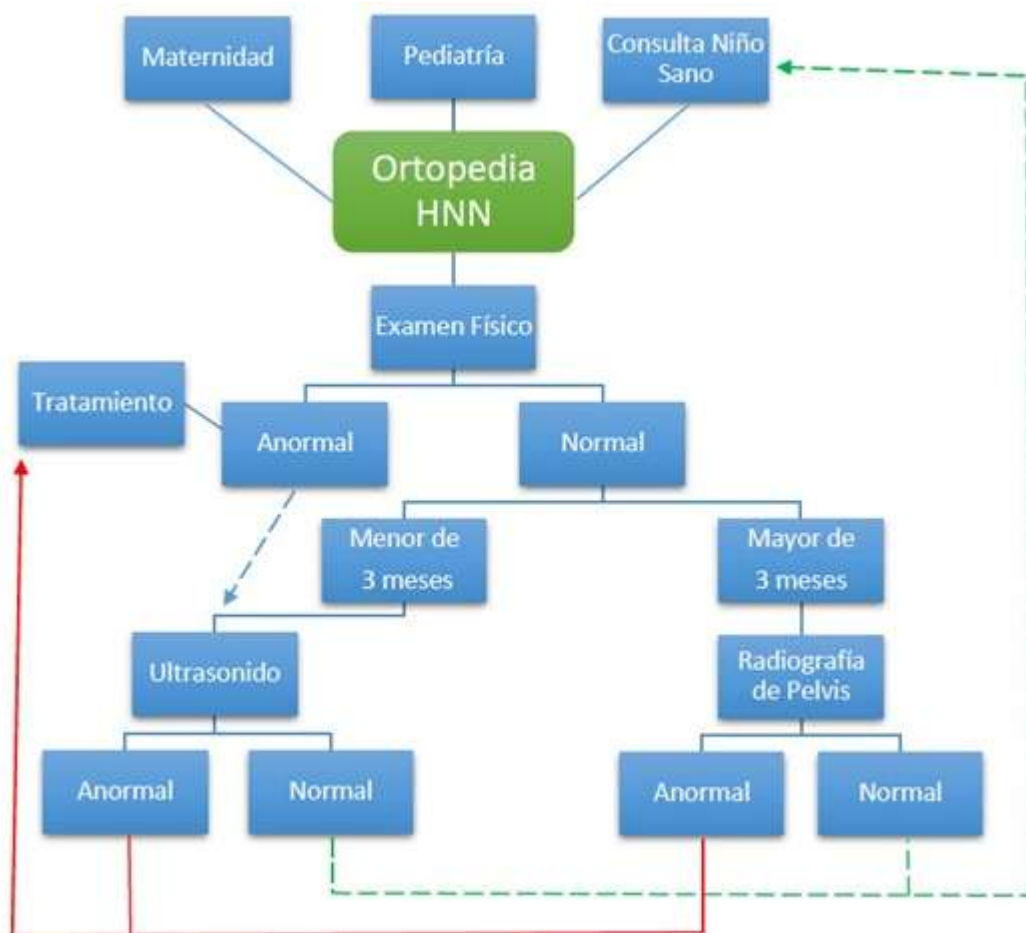 Maternidad
Pediatría
Consulta Niño
Sano
Ortopedia
HNN
Examen Físico
Tratamiento
Anormal
Normal
Menor de
3 meses
Mayor de
3 meses
Ultrasonido
Radiografía
de Pelvis
Anormal
Normal
Anormal
Normal